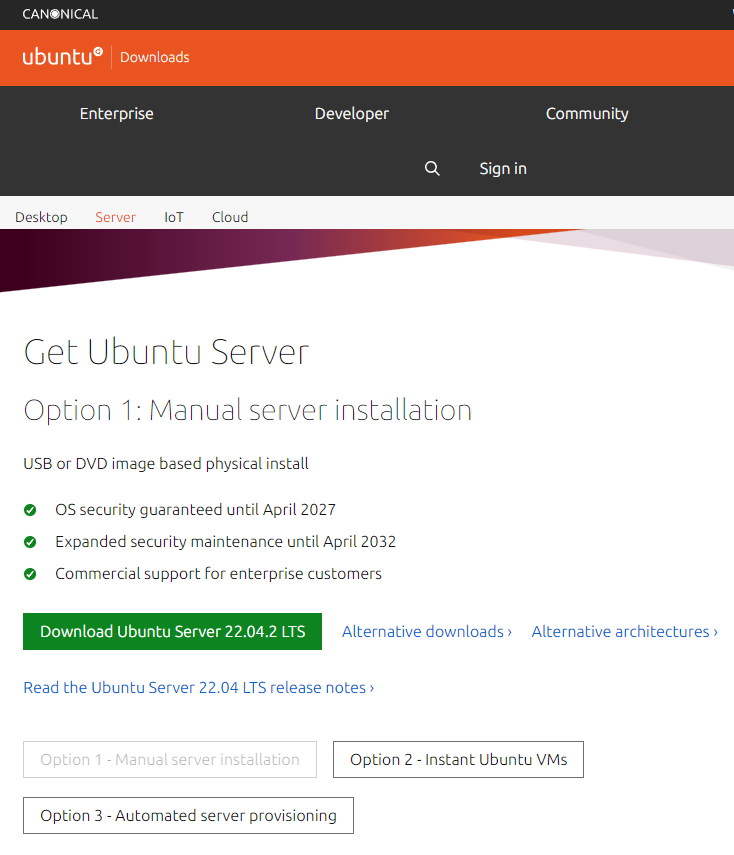 CANONICAL
ubuntu Downloads
Enterprise Developer Community
Sign in
Desktop Server IoT Cloud
Get Ubuntu Server
Option 1: Manual server installation
USB or DVD image based physical install
OS security guaranteed until April 2027
Expanded security maintenance until April 2032
Commercial support for enterprise customers
Download Ubuntu Server 22.04.2 LTS Alternative downloads › Alternative architectures ›
Read the Ubuntu Server 22.04 LTS release notes ›
Option 1 - Manual server installation Option 2 - Instant Ubuntu VMs
Option 3 - Automated server provisioning